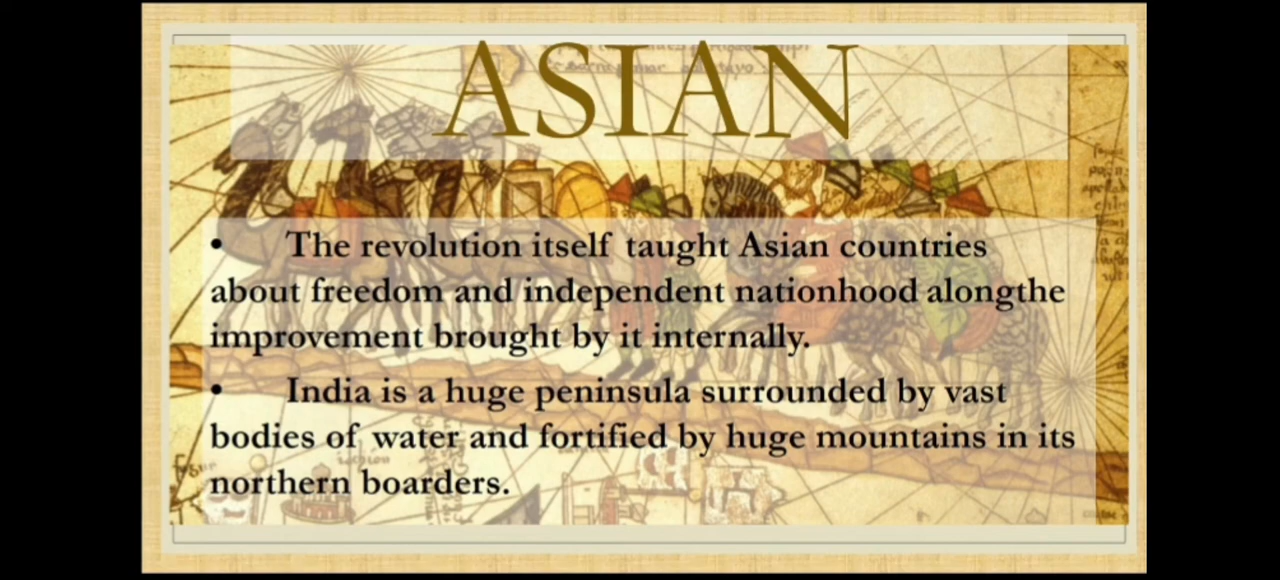 ASIAN
• The revolution itself taught Asian countries
about freedom and independent nationhood alongthe
improvement brought by it internally.
• India is a huge peninsula surrounded by vast
bodies of water and fortified by huge mountains in its
northern boarders.